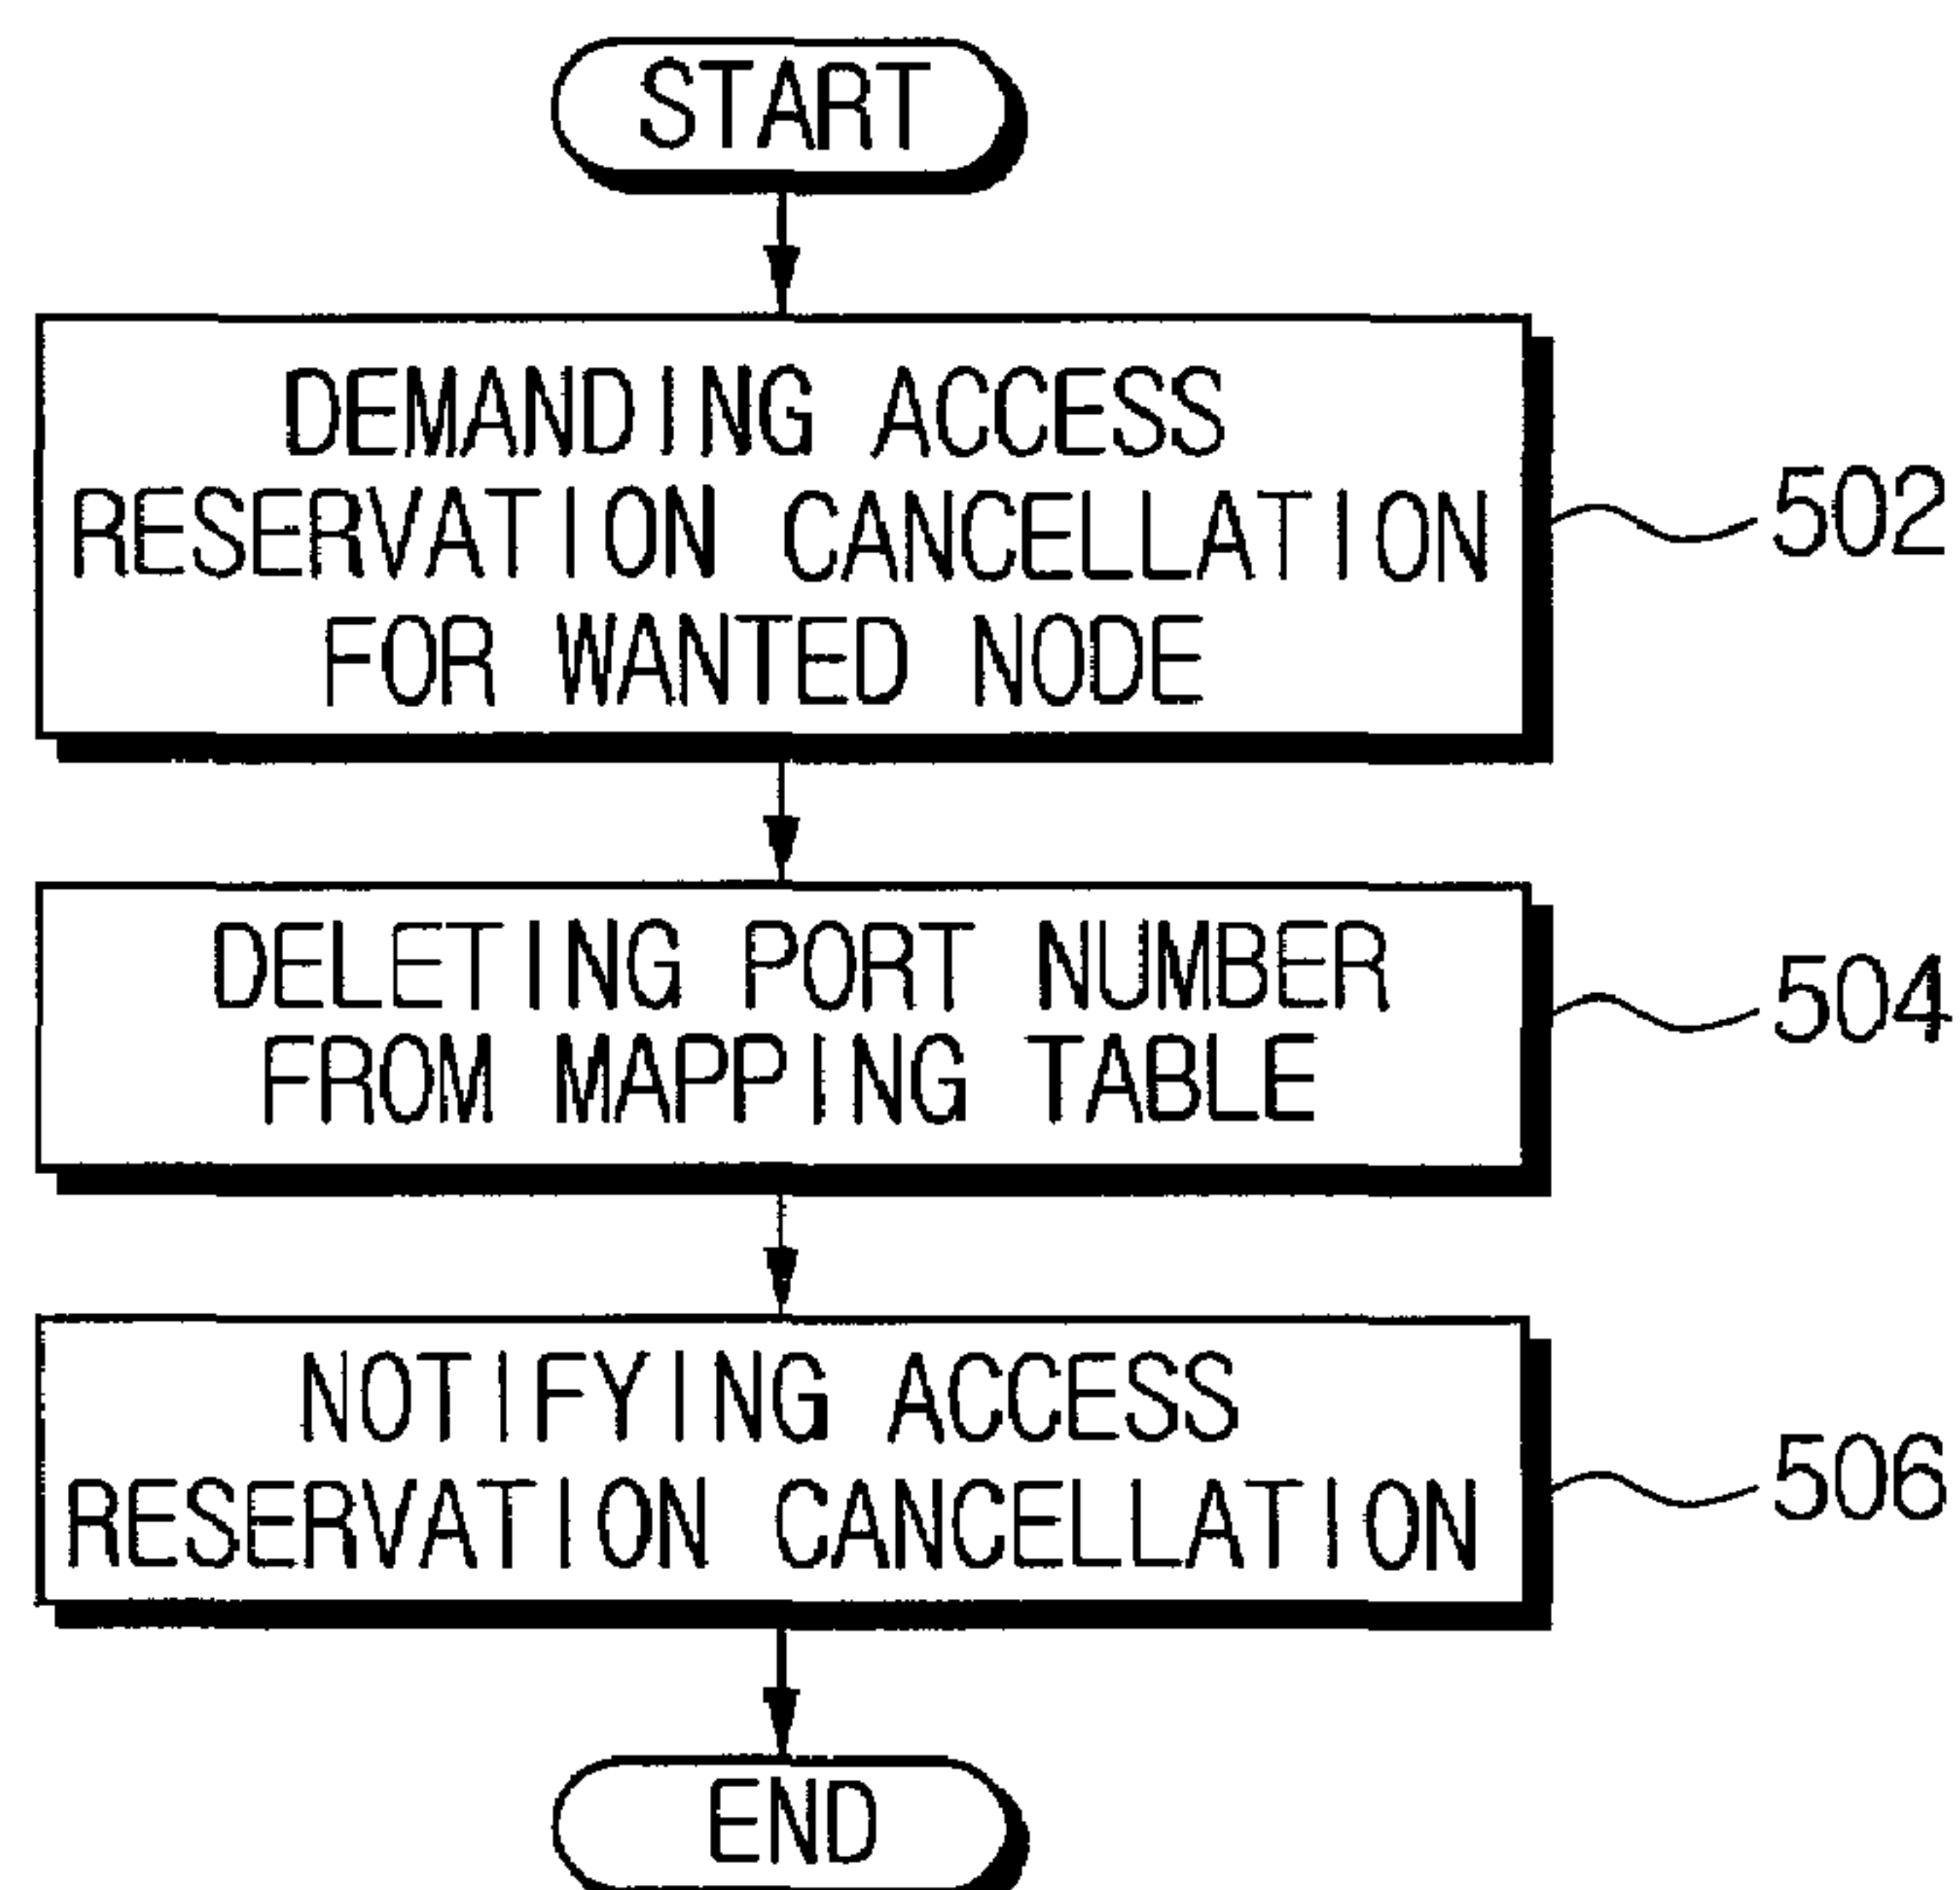 START
DEMANDING ACCESS
RESERVATION CANCELLATION
FOR WANTED NODE
502
DELETING PORT NUMBER
FROM MAPPING TABLE
504
NOTIFYING ACCESS
RESERVATION CANCELLATION
506
END